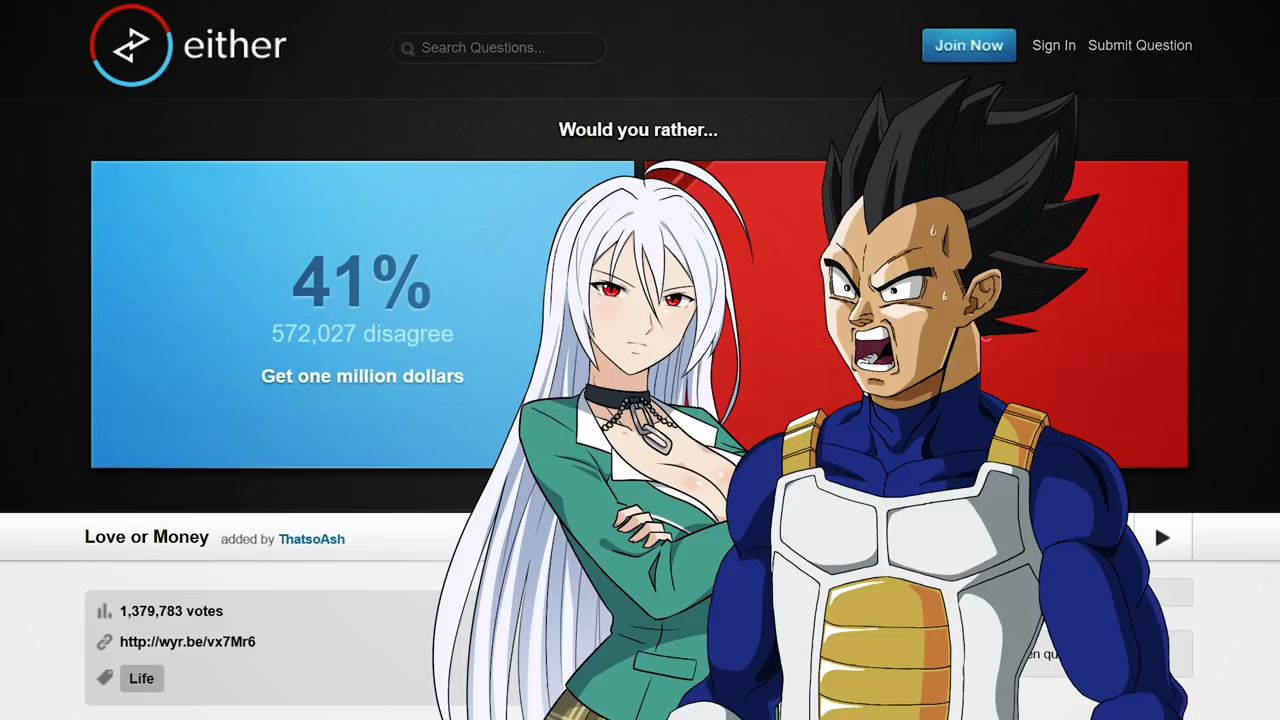 either
Search Questions...
Join Now
Sign In
Submit Question
Would you rather...
41%
572,027 disagree
Get one million dollars
Love or Money added by ThatsoAsh
1,379,783 votes
http://wyr.be/vx7Mr6
Life